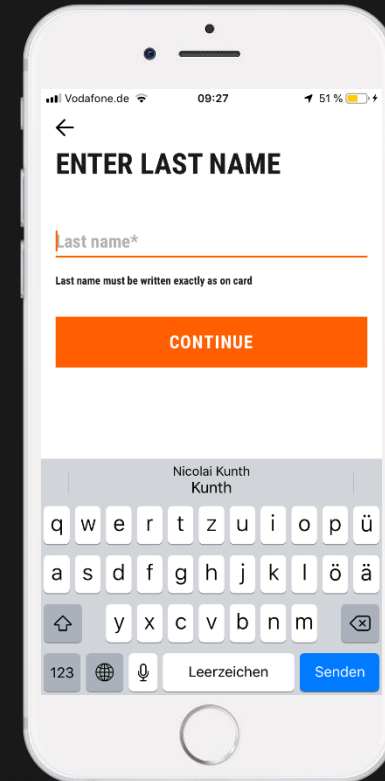 Vodafone.de 09:27 51 %
ENTER LAST NAME
Last name*
Last name must be written exactly as on card
CONTINUE
Nicolai Kunth
Kunth
q w e r t z u i o p ü
a s d f g h j k l ö ä
y x c v b n m
123 Leerzeichen Senden